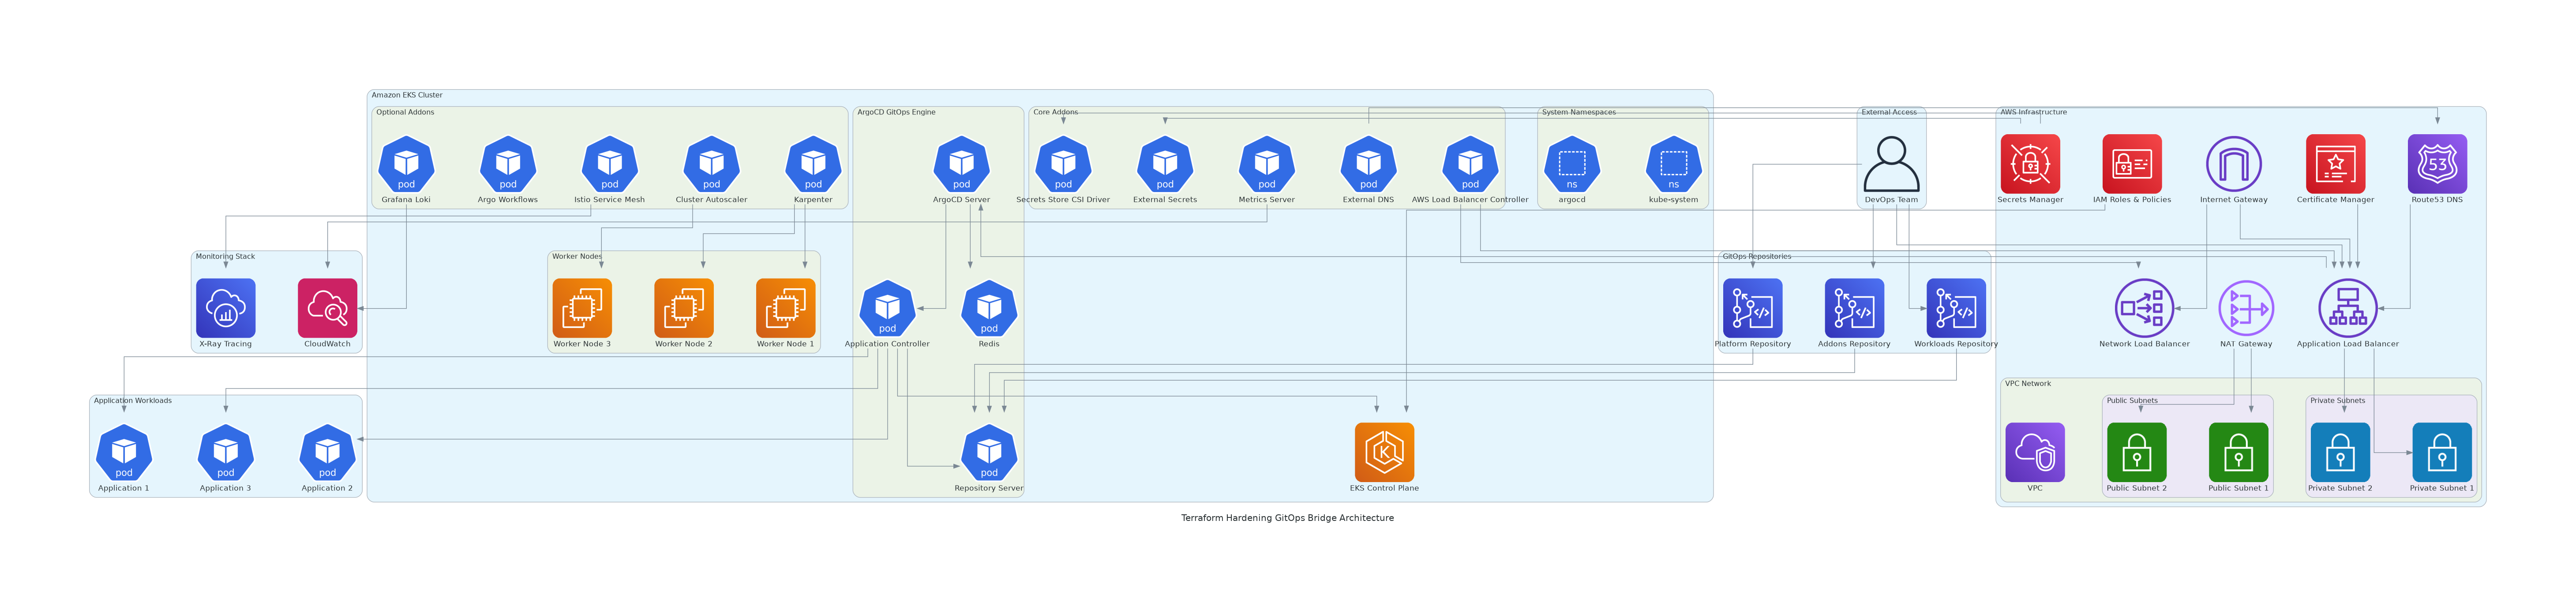 Amazon EKS Cluster
Optional Addons
ArgoCD GitOps Engine
Core Addons
System Namespaces
External Access
AWS Infrastructure
pod
pod
pod
pod
pod
pod
pod
pod
pod
pod
pod
ns
ns
53
Grafana Loki
Argo Workflows
Istio Service Mesh
Cluster Autoscaler
Karpenter
ArgoCD Server
Secrets Store CSI Driver
External Secrets
Metrics Server
External DNS
AWS Load Balancer Controller
argocd
kube-system
DevOps Team
Secrets Manager
IAM Roles & Policies
Internet Gateway
Certificate Manager
Route53 DNS
Monitoring Stack
Worker Nodes
GitOps Repositories
pod
pod
X-Ray Tracing
CloudWatch
Worker Node 3
Worker Node 2
Worker Node 1
Application Controller
Redis
Platform Repository
Addons Repository
Workloads Repository
Network Load Balancer
NAT Gateway
Application Load Balancer
VPC Network
Application Workloads
Public Subnets
Private Subnets
pod
pod
pod
pod
K
Application 1
Application 3
Application 2
Repository Server
EKS Control Plane
VPC
Public Subnet 2
Public Subnet 1
Private Subnet 2
Private Subnet 1
Terraform Hardening GitOps Bridge Architecture